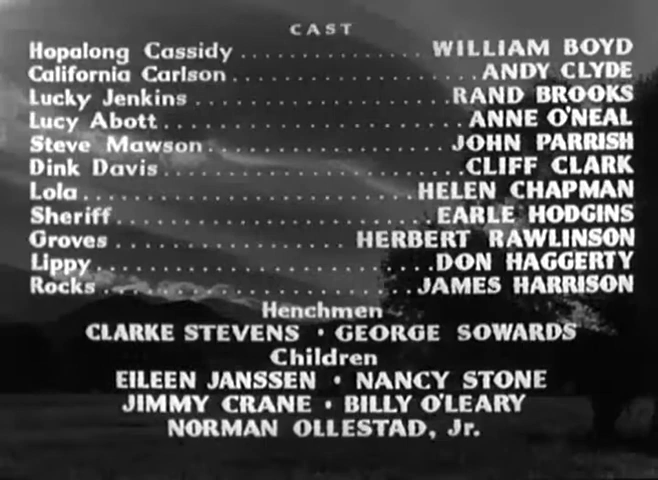 CAST
Hopalong Cassidy . . . . . . . . . . . . . . . WILLIAM BOYD
California Carlson . . . . . . . . . . . . . . . . . . . ANDY CLYDE
Lucky Jenkins . . . . . . . . . . . . . . . . . . . . RAND BROOKS
Lucy Abott . . . . . . . . . . . . . . . . . . . . . . . . ANNE O'NEAL
Steve Mawson . . . . . . . . . . . . . . . . . . . JOHN PARRISH
Dink Davis . . . . . . . . . . . . . . . . . . . . . . . . CLIFF CLARK
Lola . . . . . . . . . . . . . . . . . . . . . . . . . . HELEN CHAPMAN
Sheriff . . . . . . . . . . . . . . . . . . . . . . . . . EARLE HODGINS
Groves . . . . . . . . . . . . . . . . . . . HERBERT RAWLINSON
Lippy . . . . . . . . . . . . . . . . . . . . . . . . . . . DON HAGGERTY
Rocks . . . . . . . . . . . . . . . . . . . . . . . . . JAMES HARRISON
Henchmen
CLARKE STEVENS • GEORGE SOWARDS
Children
EILEEN JANSSEN • NANCY STONE
JIMMY CRANE • BILLY O'LEARY
NORMAN OLLESTAD, Jr.